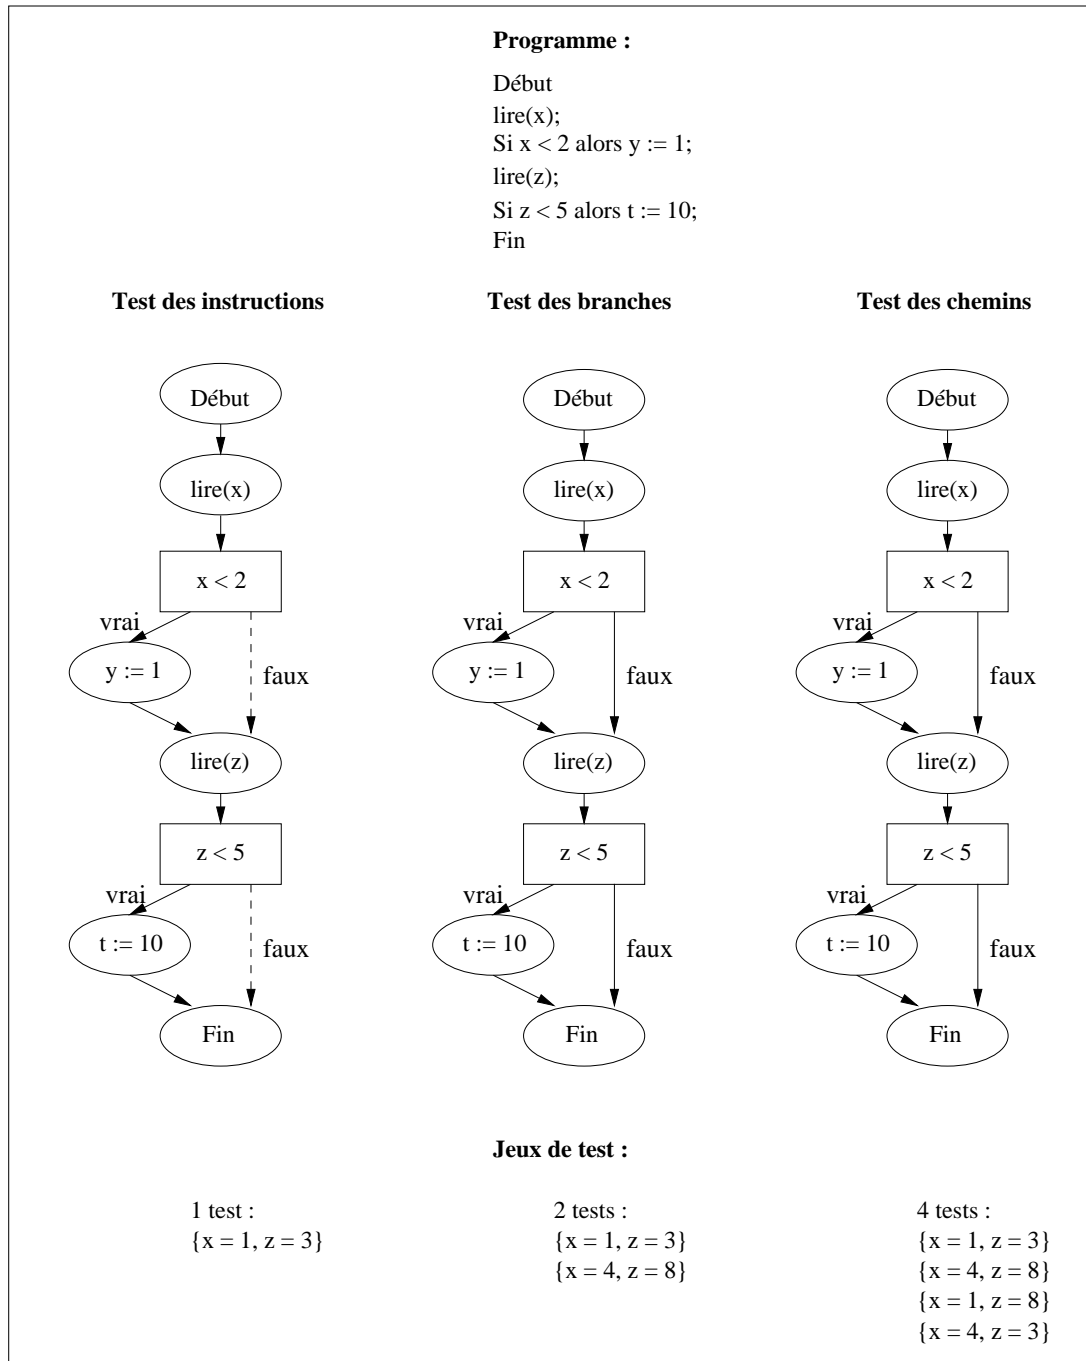 Programme :
Début
lire(x);
Si x < 2 alors y := 1;
lire(z);
Si z < 5 alors t := 10;
Fin
Test des instructions
Début
lire(x)
x < 2
vrai
y := 1
faux
lire(z)
z < 5
vrai
t := 10
faux
Fin
Test des branches
Début
lire(x)
x < 2
vrai
y := 1
faux
lire(z)
z < 5
vrai
t := 10
faux
Fin
Test des chemins
Début
lire(x)
x < 2
vrai
y := 1
faux
lire(z)
z < 5
vrai
t := 10
faux
Fin
Jeux de test :
1 test :
{x = 1, z = 3}
2 tests :
{x = 1, z = 3}
{x = 4, z = 8}
4 tests :
{x = 1, z = 3}
{x = 4, z = 8}
{x = 1, z = 8}
{x = 4, z = 3}